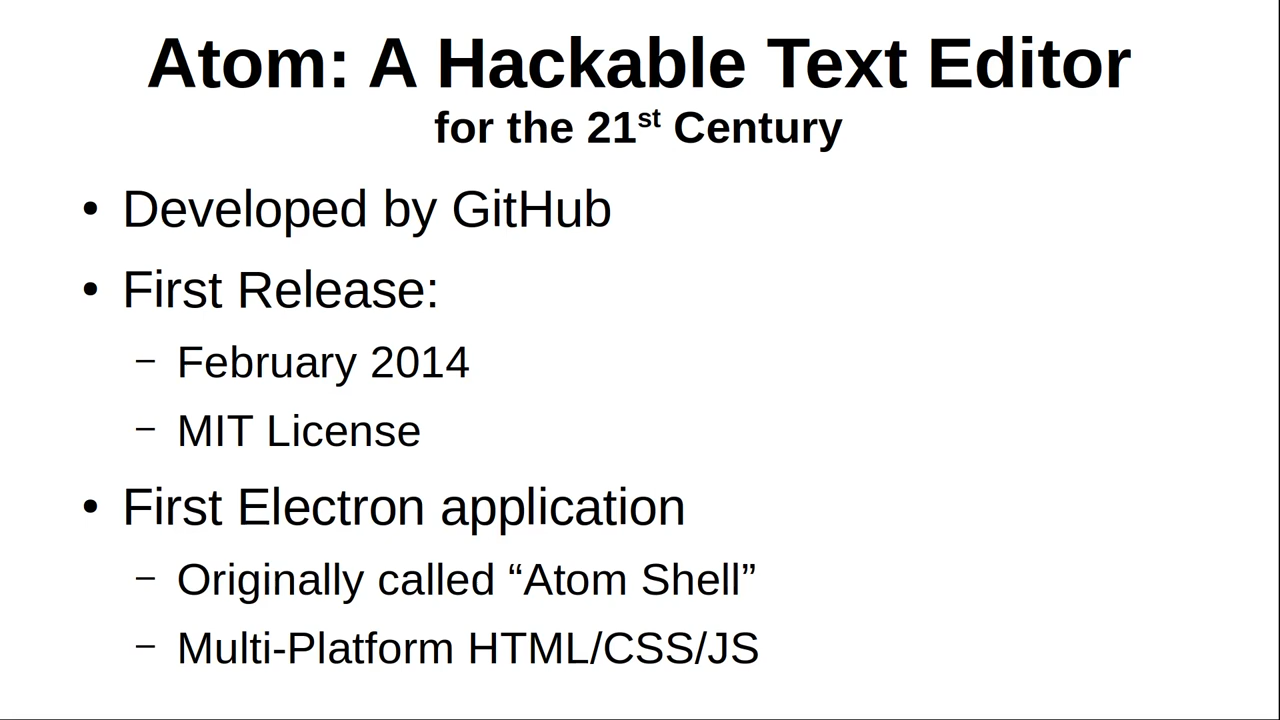 Atom: A Hackable Text Editor
for the 21st Century
• Developed by GitHub
• First Release:
– February 2014
– MIT License
• First Electron application
– Originally called “Atom Shell”
– Multi-Platform HTML/CSS/JS